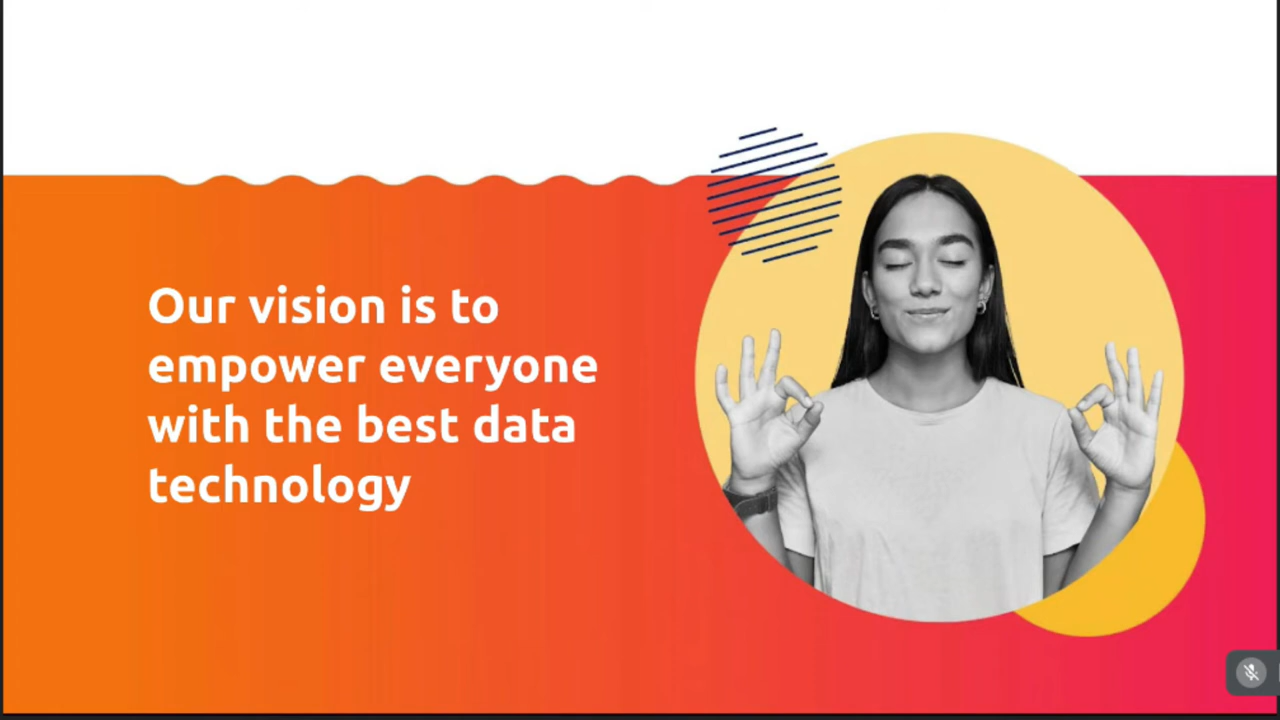 Our vision is to
empower everyone
with the best data
technology